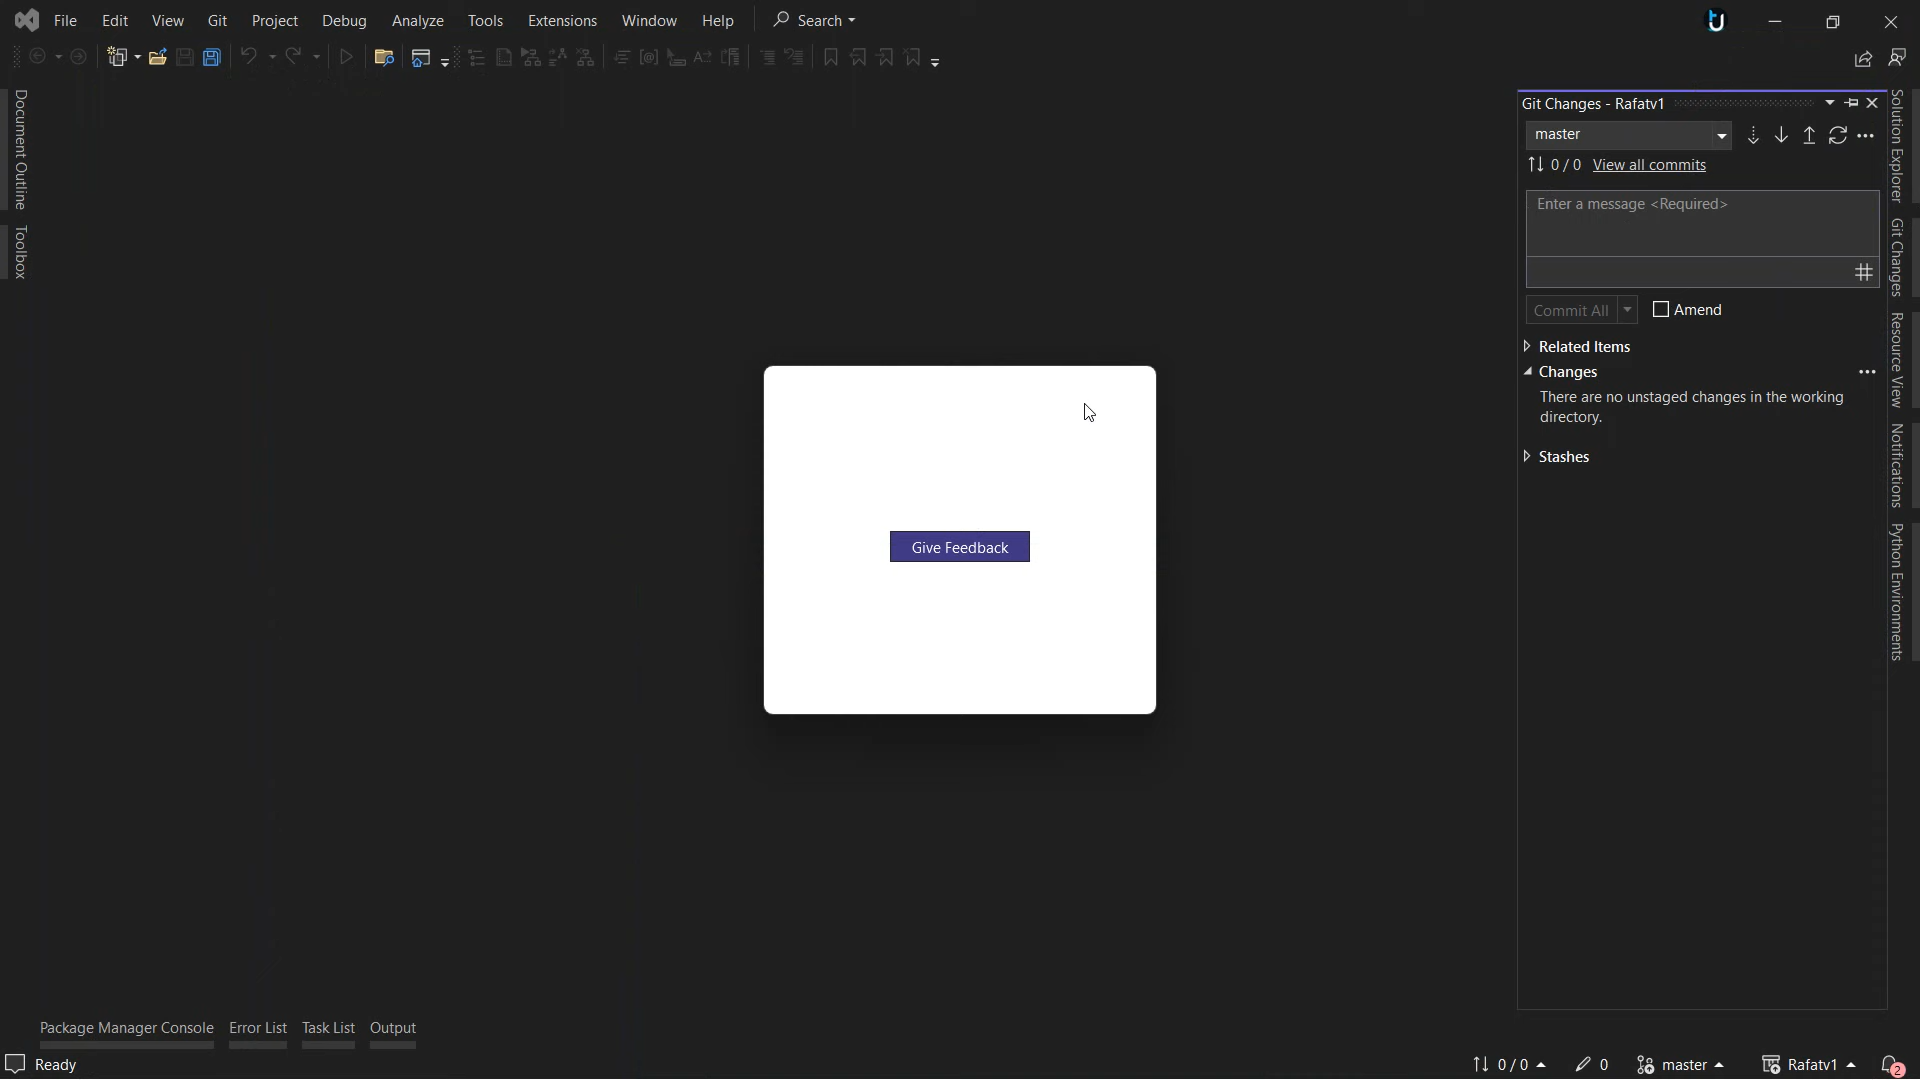 File Edit View Git Project Debug Analyze Tools Extensions Window Help Search
Document Outline
Toolbox
Git Changes - Rafatv1
master
0 / 0 View all commits
Enter a message <Required>
Commit All Amend
Related Items
Changes
There are no unstaged changes in the working
directory.
Stashes
Give Feedback
Solution Explorer
Git Changes
Resource View
Notifications
Python Environments
Package Manager Console Error List Task List Output
Ready 0 / 0 0 master Rafatv1 2